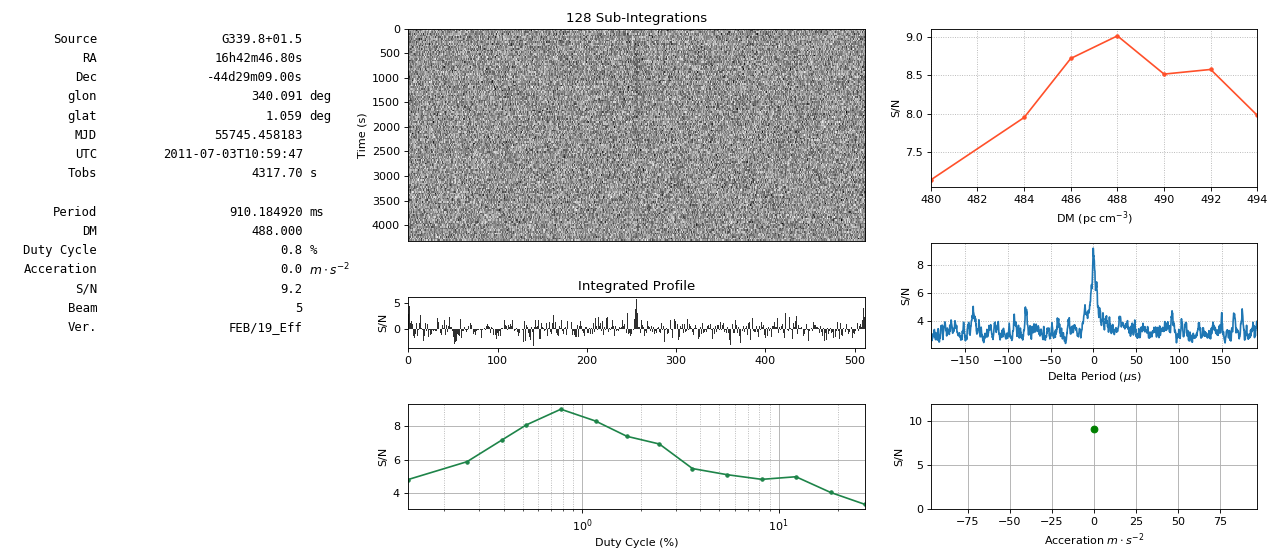 Source G339.8+01.5
RA 16h42m46.80s
Dec -44d29m09.00s
glon 340.091 deg
glat 1.059 deg
MJD 55745.458183
UTC 2011-07-03T10:59:47
Tobs 4317.70 s
Period 910.184920 ms
DM 488.000
Duty Cycle 0.8 %
Acceration 0.0 m · s⁻²
S/N 9.2
Beam 5
Ver. FEB/19_Eff
128 Sub-Integrations
Time (s)
0
500
1000
1500
2000
2500
3000
3500
4000
Integrated Profile
S/N
5
0
0 100 200 300 400 500
S/N
8
6
4
10⁰ 10¹
Duty Cycle (%)
S/N
9.0
8.5
8.0
7.5
480 482 484 486 488 490 492 494
DM (pc cm⁻³)
S/N
8
6
4
−150 −100 −50 0 50 100 150
Delta Period (μs)
S/N
10
5
0
−75 −50 −25 0 25 50 75
Acceration m · s⁻²